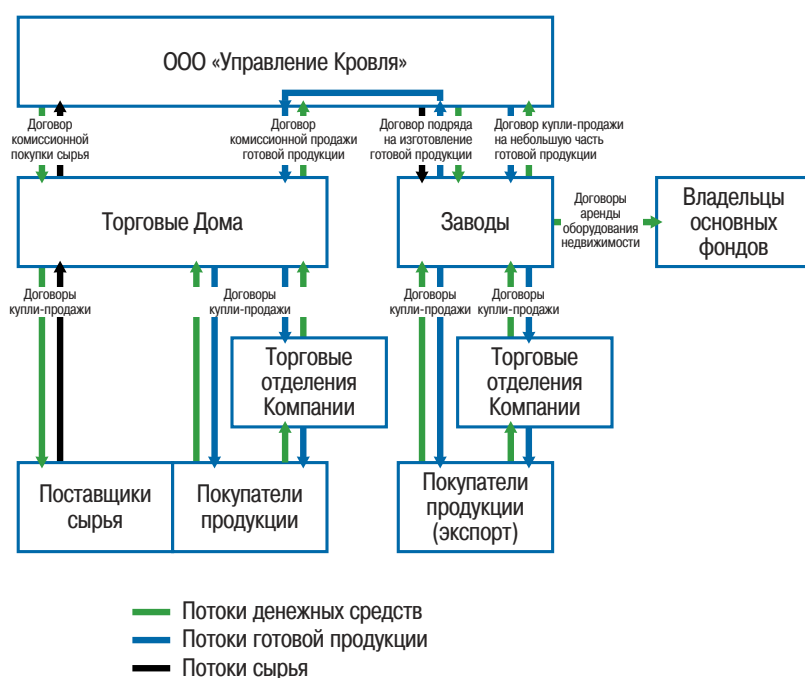 ООО «Управление Кровля»
Договор
комиссионной
покупки сырья
Договор
комиссионной продажи
готовой продукции
Договор подряда
на изготовление
готовой продукции
Договор купли-продажи
на небольшую часть
готовой продукции
Торговые Дома
Заводы
Договоры
аренды
оборудования
недвижимости
Владельцы
основных
фондов
Договоры
купли-продажи
Договоры
купли-продажи
Договоры
купли-продажи
Договоры
купли-продажи
Торговые
отделения
Компании
Торговые
отделения
Компании
Поставщики
сырья
Покупатели
продукции
Покупатели
продукции
(экспорт)
Потоки денежных средств
Потоки готовой продукции
Потоки сырья